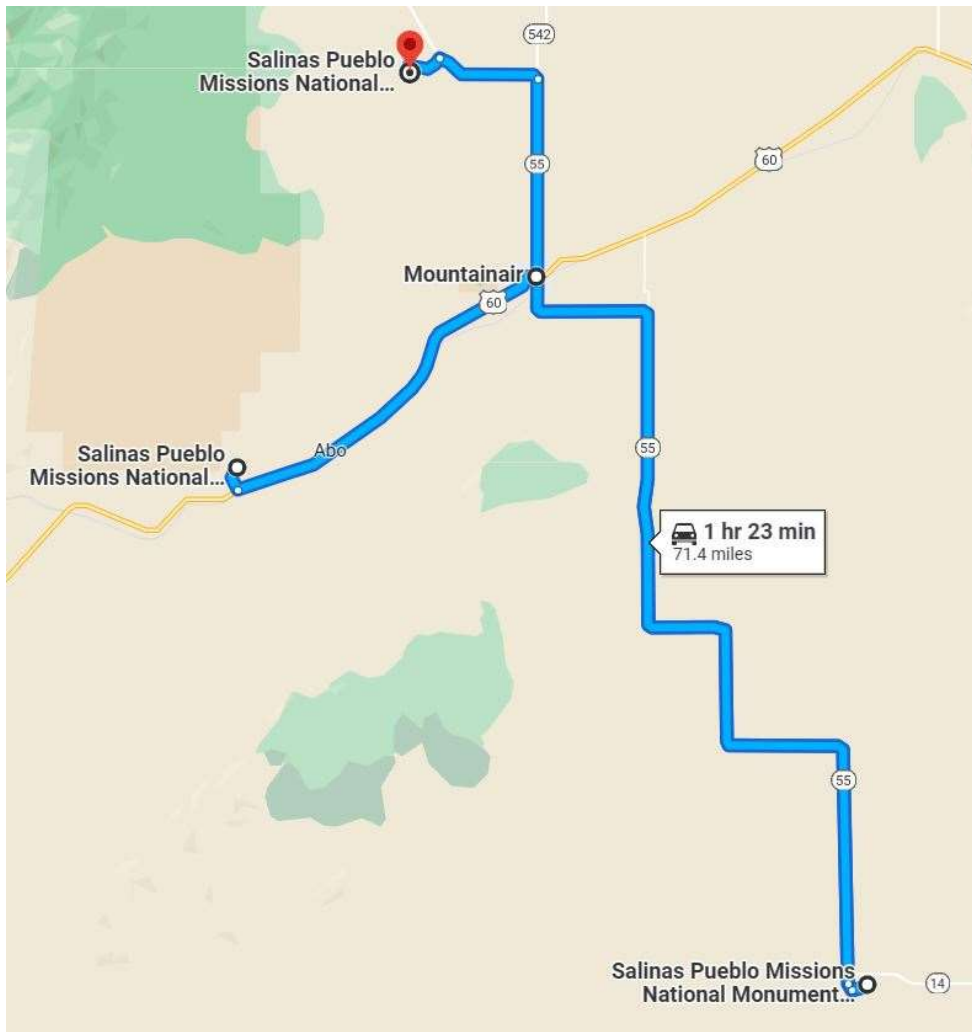 542
Salinas Pueblo
Missions National...
60
55
Mountainair
60
Salinas Pueblo
Missions National...
Abo
55
1 hr 23 min
71.4 miles
55
Salinas Pueblo Missions
National Monument...
14